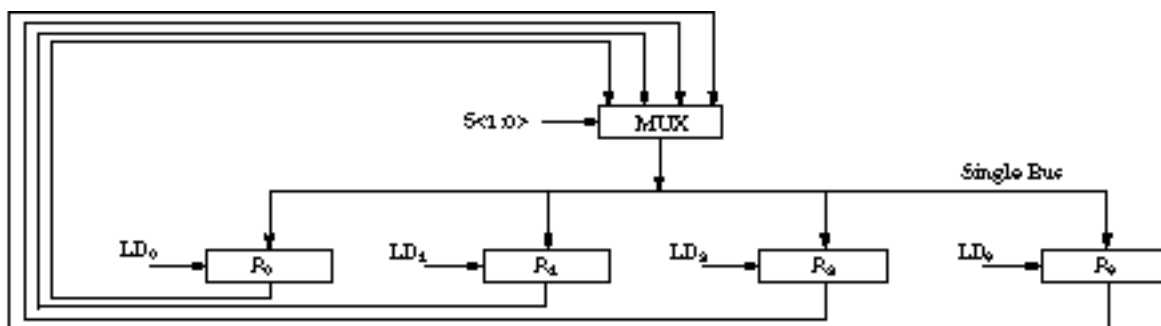 S<1:0>
MUX
Single Bus
LD₀
R₀
LD₁
R₁
LD₂
R₂
LD₃
R₃